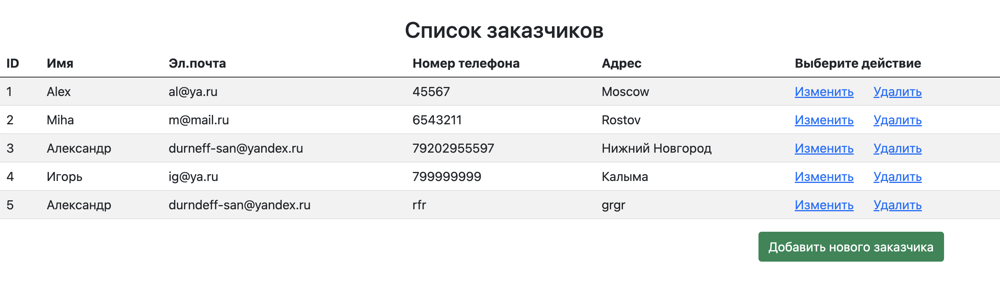 Список заказчиков
ID Имя Эл.почта Номер телефона Адрес Выберите действие
1 Alex al@ya.ru 45567 Moscow Изменить Удалить
2 Miha m@mail.ru 6543211 Rostov Изменить Удалить
3 Александр durneff-san@yandex.ru 79202955597 Нижний Новгород Изменить Удалить
4 Игорь ig@ya.ru 799999999 Калыма Изменить Удалить
5 Александр durndeff-san@yandex.ru rfr grgr Изменить Удалить
Добавить нового заказчика